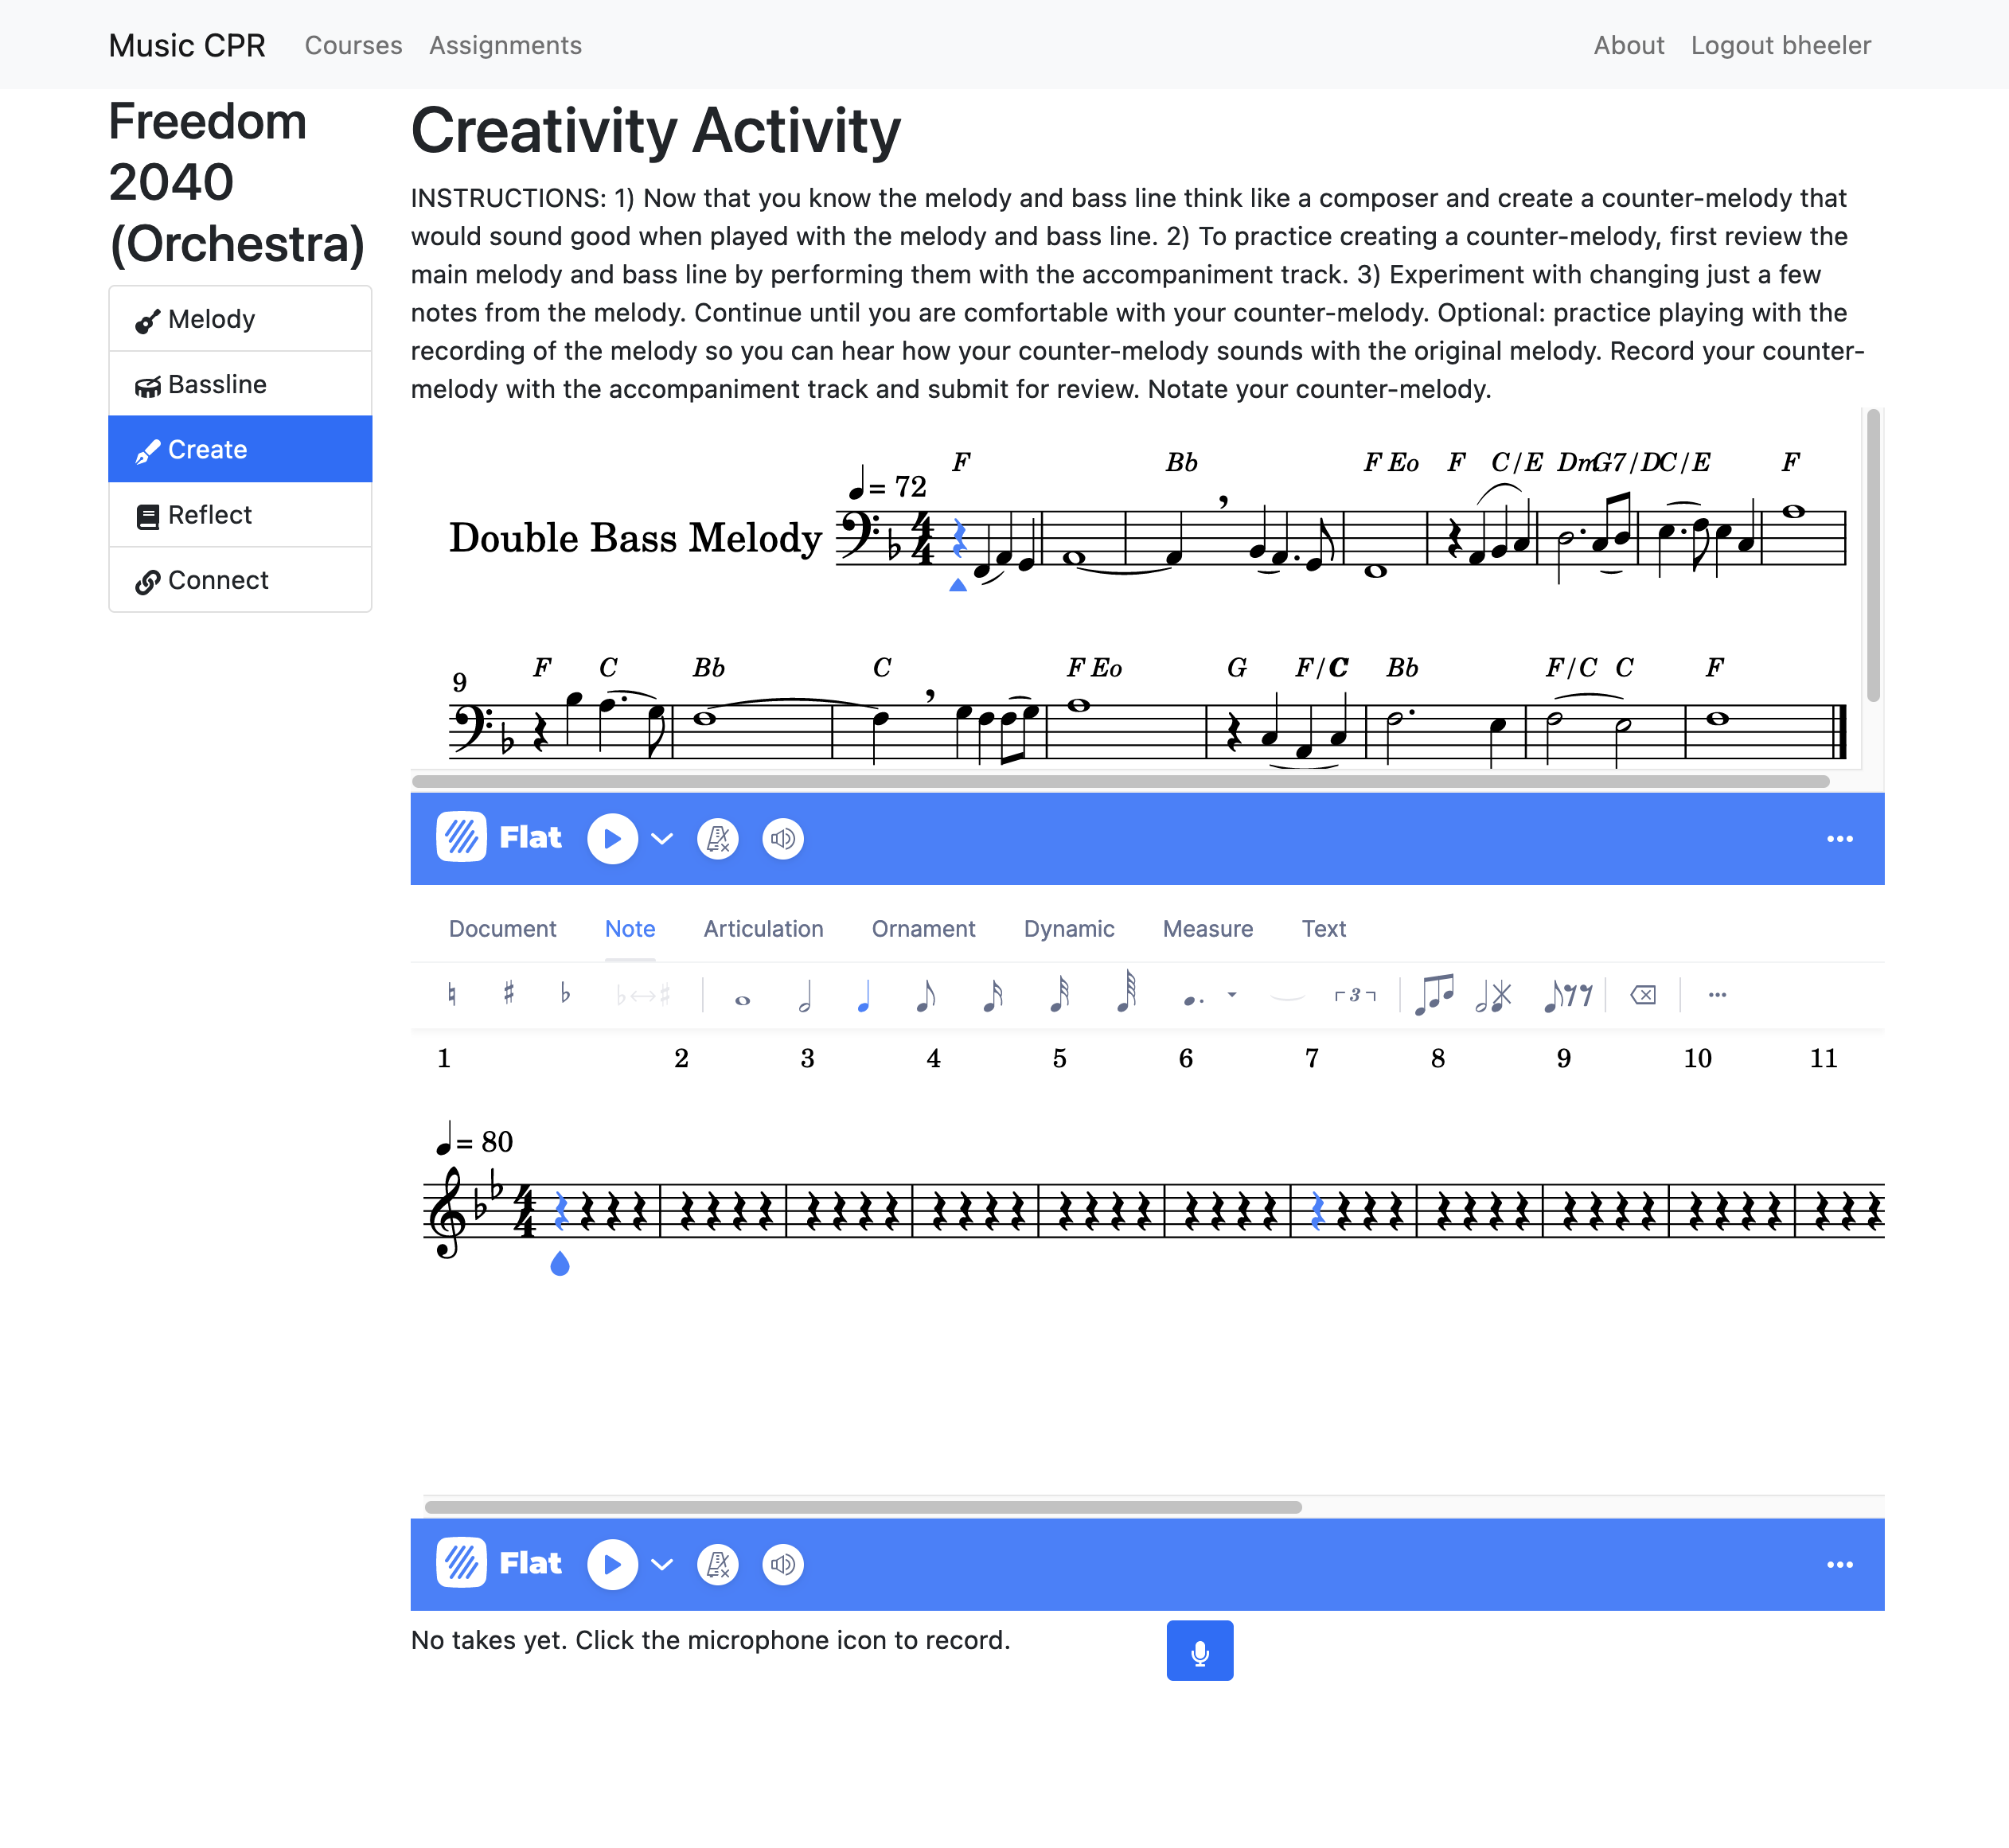 Music CPR Courses Assignments About Logout bheeler
Freedom
2040
(Orchestra)
Melody
Bassline
Create
Reflect
Connect
Creativity Activity
INSTRUCTIONS: 1) Now that you know the melody and bass line think like a composer and create a counter-melody that
would sound good when played with the melody and bass line. 2) To practice creating a counter-melody, first review the
main melody and bass line by performing them with the accompaniment track. 3) Experiment with changing just a few
notes from the melody. Continue until you are comfortable with your counter-melody. Optional: practice playing with the
recording of the melody so you can hear how your counter-melody sounds with the original melody. Record your counter-
melody with the accompaniment track and submit for review. Notate your counter-melody.
F Bb F Eo F C/E Dm G7/D C/E F
= 72
Double Bass Melody 4/4
9 F C Bb C F Eo G F/C C Bb F/C C F
Flat
Document Note Articulation Ornament Dynamic Measure Text
3
1 2 3 4 5 6 7 8 9 10 11
= 80
4/4
Flat
No takes yet. Click the microphone icon to record.